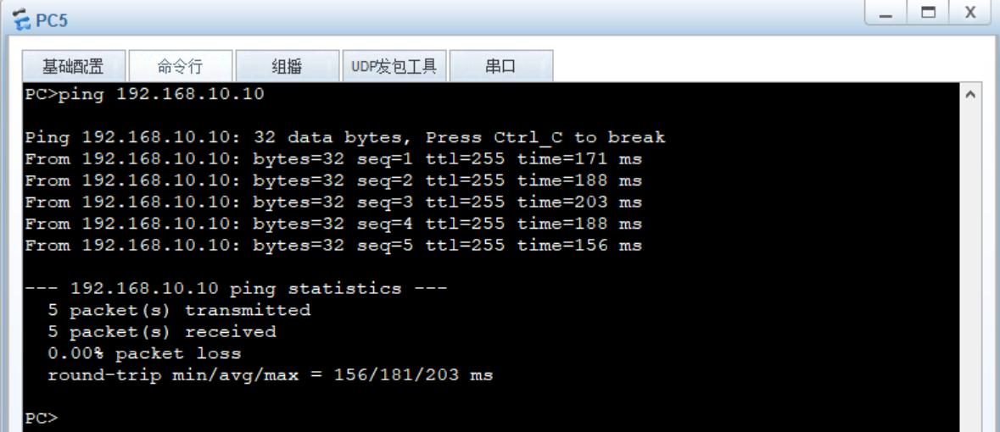 PC5
基础配置 命令行 组播 UDP发包工具 串口
PC>ping 192.168.10.10
Ping 192.168.10.10: 32 data bytes, Press Ctrl_C to break
From 192.168.10.10: bytes=32 seq=1 ttl=255 time=171 ms
From 192.168.10.10: bytes=32 seq=2 ttl=255 time=188 ms
From 192.168.10.10: bytes=32 seq=3 ttl=255 time=203 ms
From 192.168.10.10: bytes=32 seq=4 ttl=255 time=188 ms
From 192.168.10.10: bytes=32 seq=5 ttl=255 time=156 ms
--- 192.168.10.10 ping statistics ---
5 packet(s) transmitted
5 packet(s) received
0.00% packet loss
round-trip min/avg/max = 156/181/203 ms
PC>